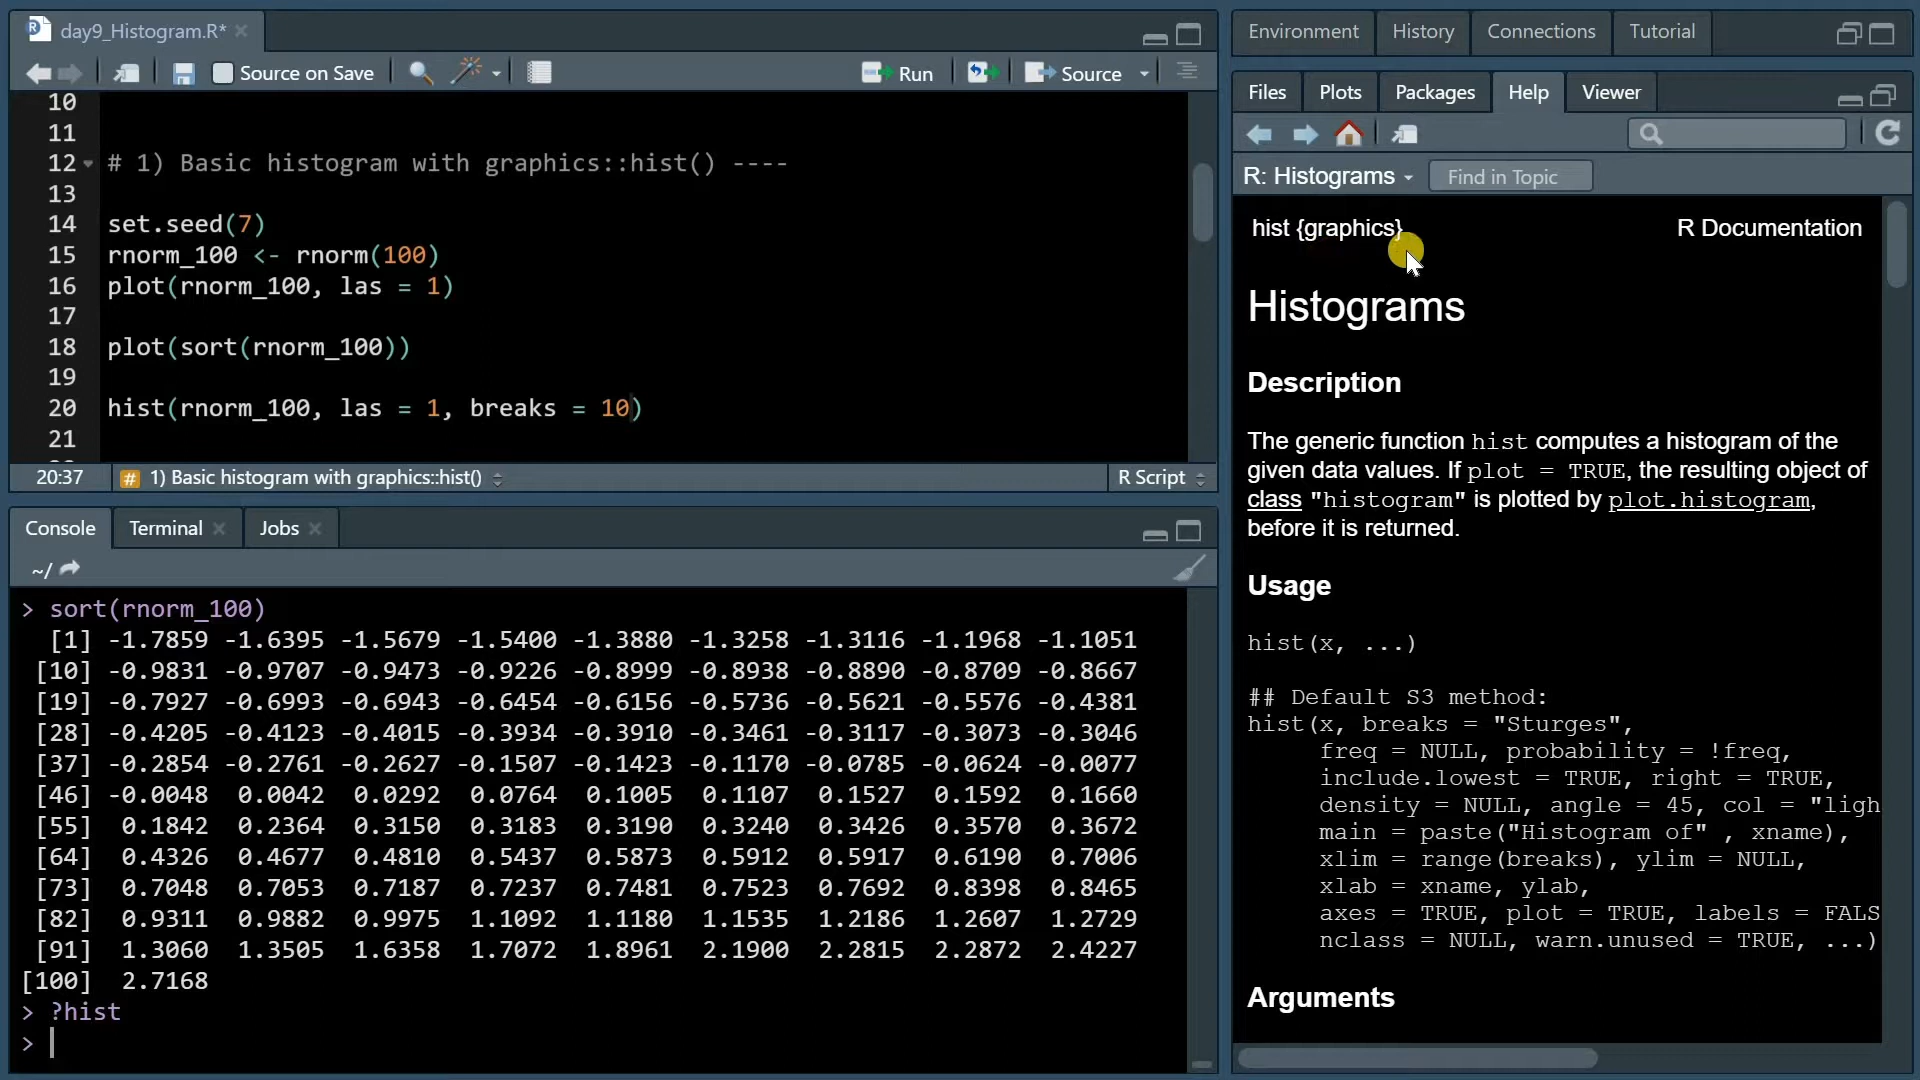 day9_Histogram.R*
Source on Save
Run
Source
10
11
12 # 1) Basic histogram with graphics::hist() ----
13
14 set.seed(7)
15 rnorm_100 <- rnorm(100)
16 plot(rnorm_100, las = 1)
17
18 plot(sort(rnorm_100))
19
20 hist(rnorm_100, las = 1, breaks = 10)
21
20:37 # 1) Basic histogram with graphics::hist() R Script
Console Terminal Jobs
~/
> sort(rnorm_100)
[1] -1.7859 -1.6395 -1.5679 -1.5400 -1.3880 -1.3258 -1.3116 -1.1968 -1.1051
[10] -0.9831 -0.9707 -0.9473 -0.9226 -0.8999 -0.8938 -0.8890 -0.8709 -0.8667
[19] -0.7927 -0.6993 -0.6943 -0.6454 -0.6156 -0.5736 -0.5621 -0.5576 -0.4381
[28] -0.4205 -0.4123 -0.4015 -0.3934 -0.3910 -0.3461 -0.3117 -0.3073 -0.3046
[37] -0.2854 -0.2761 -0.2627 -0.1507 -0.1423 -0.1170 -0.0785 -0.0624 -0.0077
[46] -0.0048 0.0042 0.0292 0.0764 0.1005 0.1107 0.1527 0.1592 0.1660
[55] 0.1842 0.2364 0.3150 0.3183 0.3190 0.3240 0.3426 0.3570 0.3672
[64] 0.4326 0.4677 0.4810 0.5437 0.5873 0.5912 0.5917 0.6190 0.7006
[73] 0.7048 0.7053 0.7187 0.7237 0.7481 0.7523 0.7692 0.8398 0.8465
[82] 0.9311 0.9882 0.9975 1.1092 1.1180 1.1535 1.2186 1.2607 1.2729
[91] 1.3060 1.3505 1.6358 1.7072 1.8961 2.1900 2.2815 2.2872 2.4227
[100] 2.7168
> ?hist
>
Environment History Connections Tutorial
Files Plots Packages Help Viewer
R: Histograms Find in Topic
hist {graphics} R Documentation
Histograms
Description
The generic function hist computes a histogram of the
given data values. If plot = TRUE, the resulting object of
class "histogram" is plotted by plot.histogram,
before it is returned.
Usage
hist(x, ...)
## Default S3 method:
hist(x, breaks = "Sturges",
freq = NULL, probability = !freq,
include.lowest = TRUE, right = TRUE,
density = NULL, angle = 45, col = "ligh
main = paste("Histogram of" , xname),
xlim = range(breaks), ylim = NULL,
xlab = xname, ylab,
axes = TRUE, plot = TRUE, labels = FALS
nclass = NULL, warn.unused = TRUE, ...)
Arguments